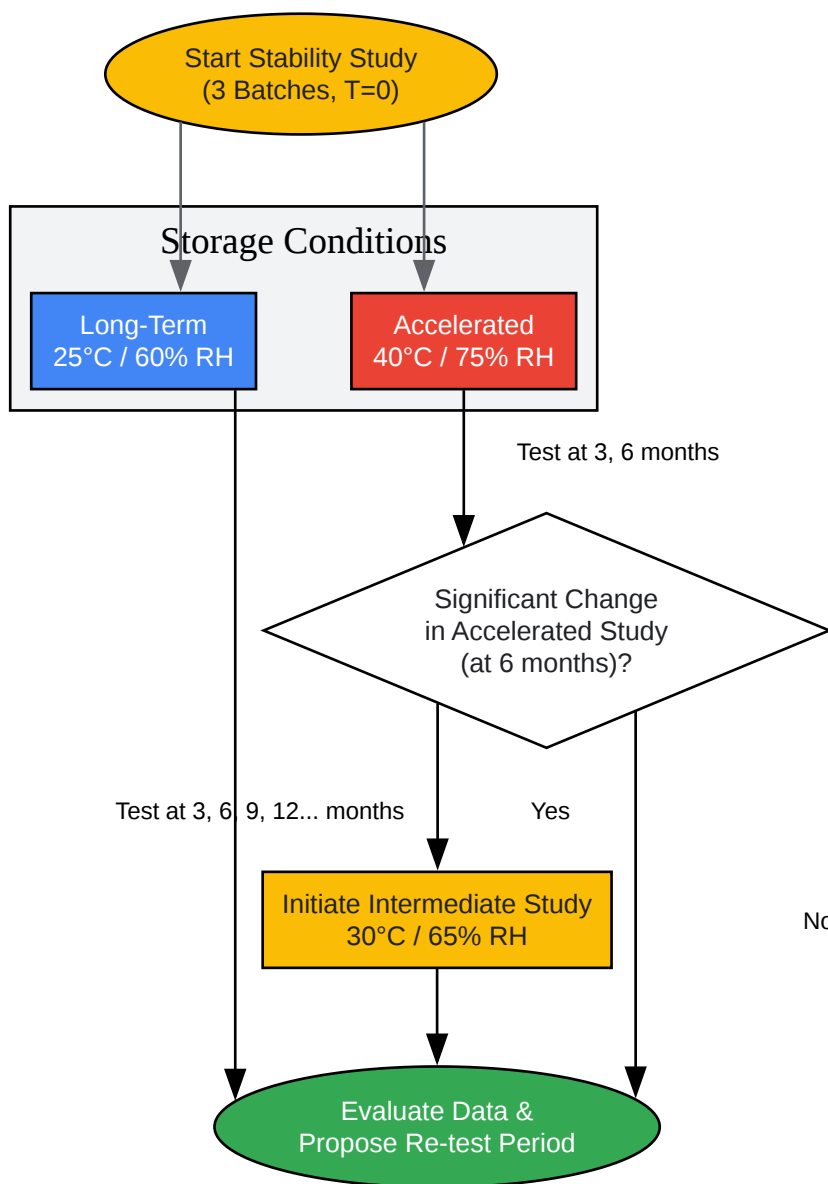 Start Stability Study
(3 Batches, T=0)
Storage Conditions
Long-Term
25°C / 60% RH
Accelerated
40°C / 75% RH
Test at 3, 6 months
Significant Change
in Accelerated Study
(at 6 months)?
Test at 3, 6, 9, 12... months
Yes
Initiate Intermediate Study
30°C / 65% RH
No
Evaluate Data &
Propose Re-test Period